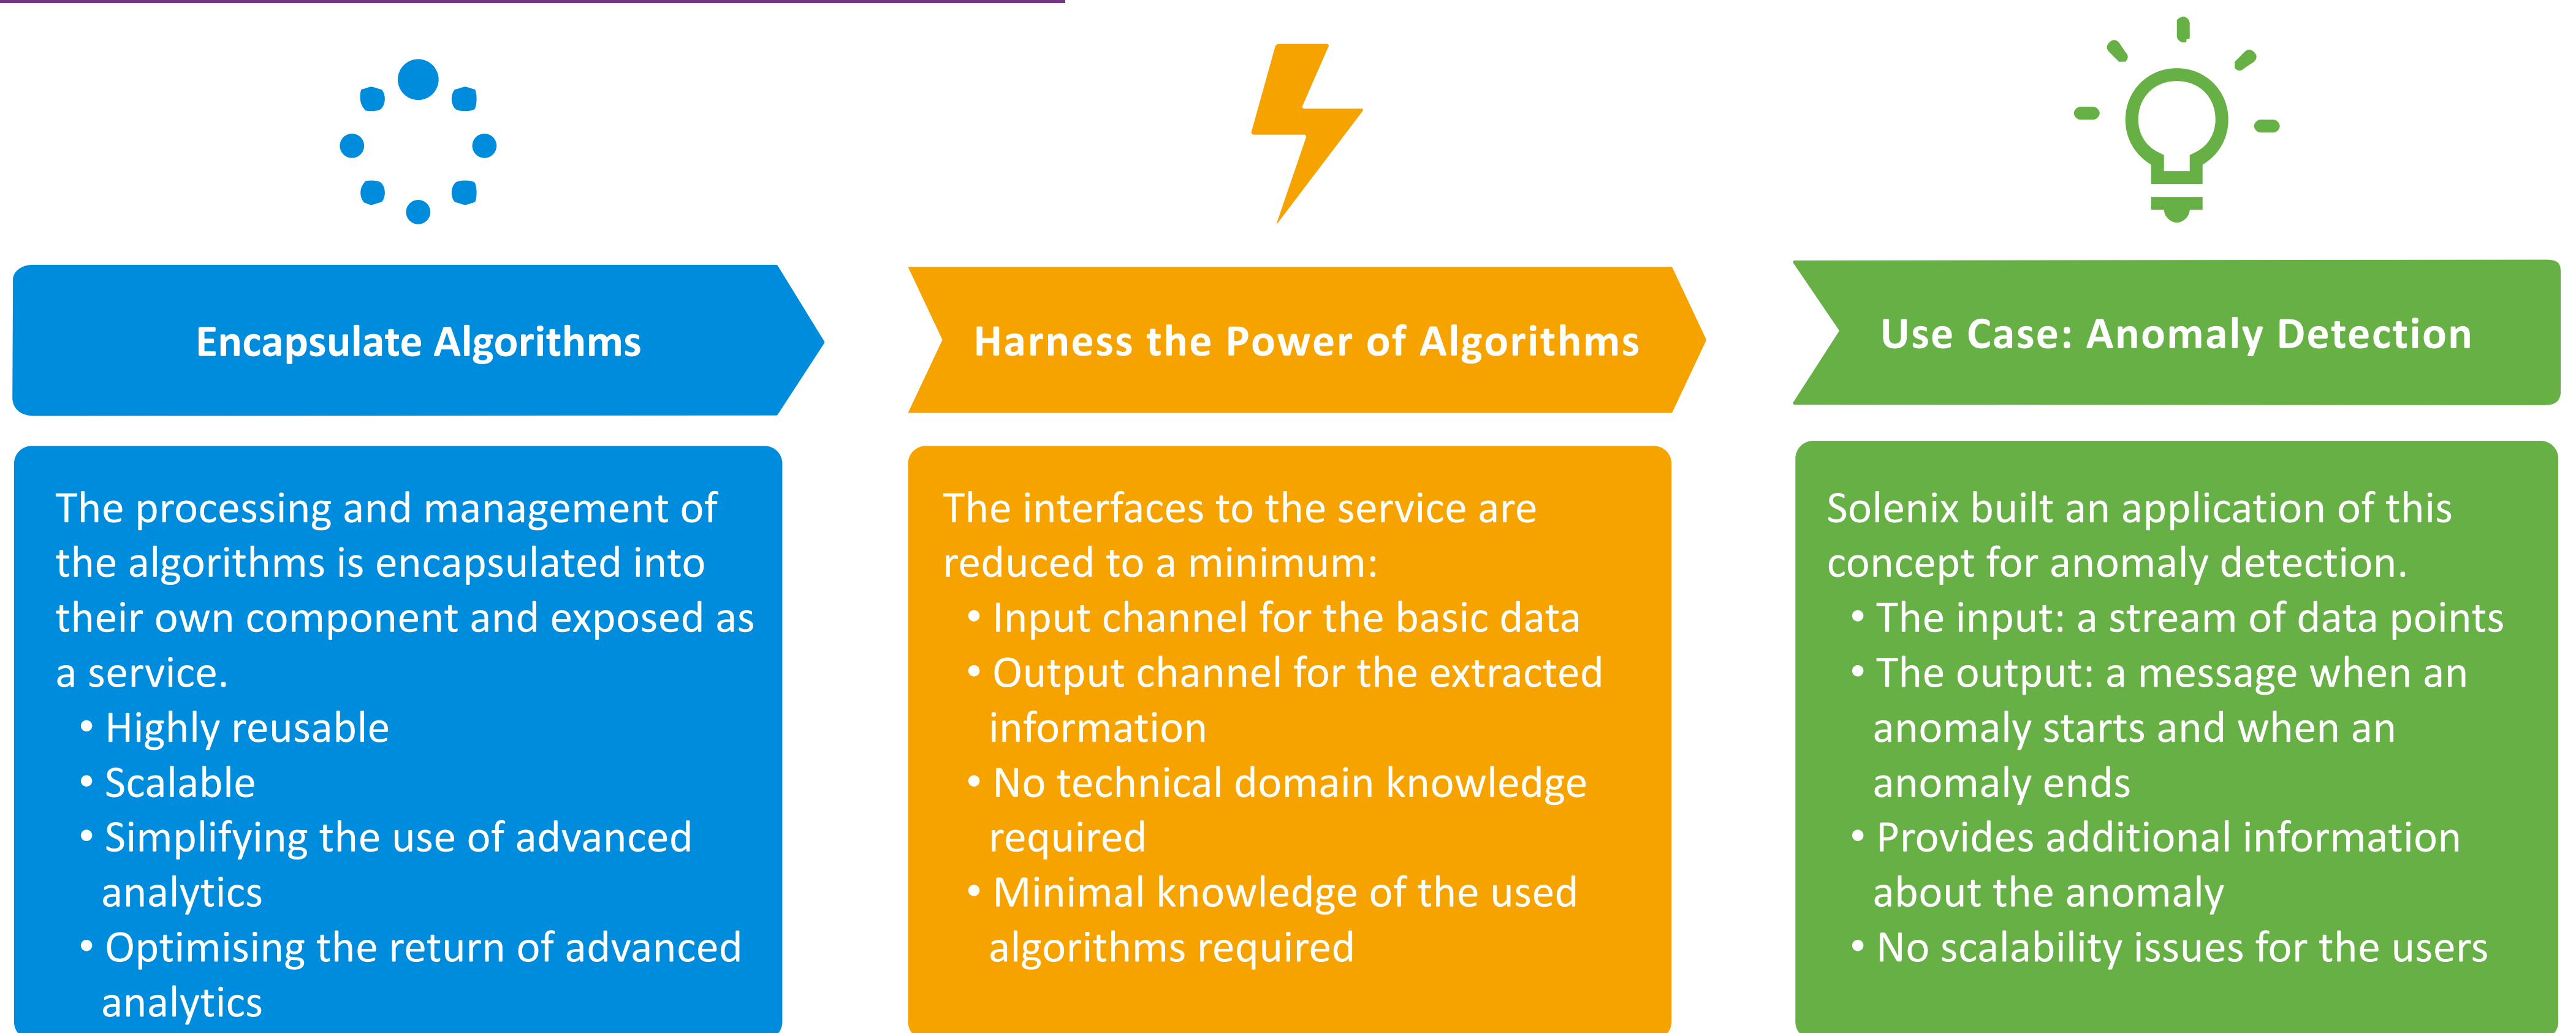 Encapsulate Algorithms
The processing and management of
the algorithms is encapsulated into
their own component and exposed as
a service.
• Highly reusable
• Scalable
• Simplifying the use of advanced
analytics
• Optimising the return of advanced
analytics
Harness the Power of Algorithms
The interfaces to the service are
reduced to a minimum:
• Input channel for the basic data
• Output channel for the extracted
information
• No technical domain knowledge
required
• Minimal knowledge of the used
algorithms required
Use Case: Anomaly Detection
Solenix built an application of this
concept for anomaly detection.
• The input: a stream of data points
• The output: a message when an
anomaly starts and when an
anomaly ends
• Provides additional information
about the anomaly
• No scalability issues for the users